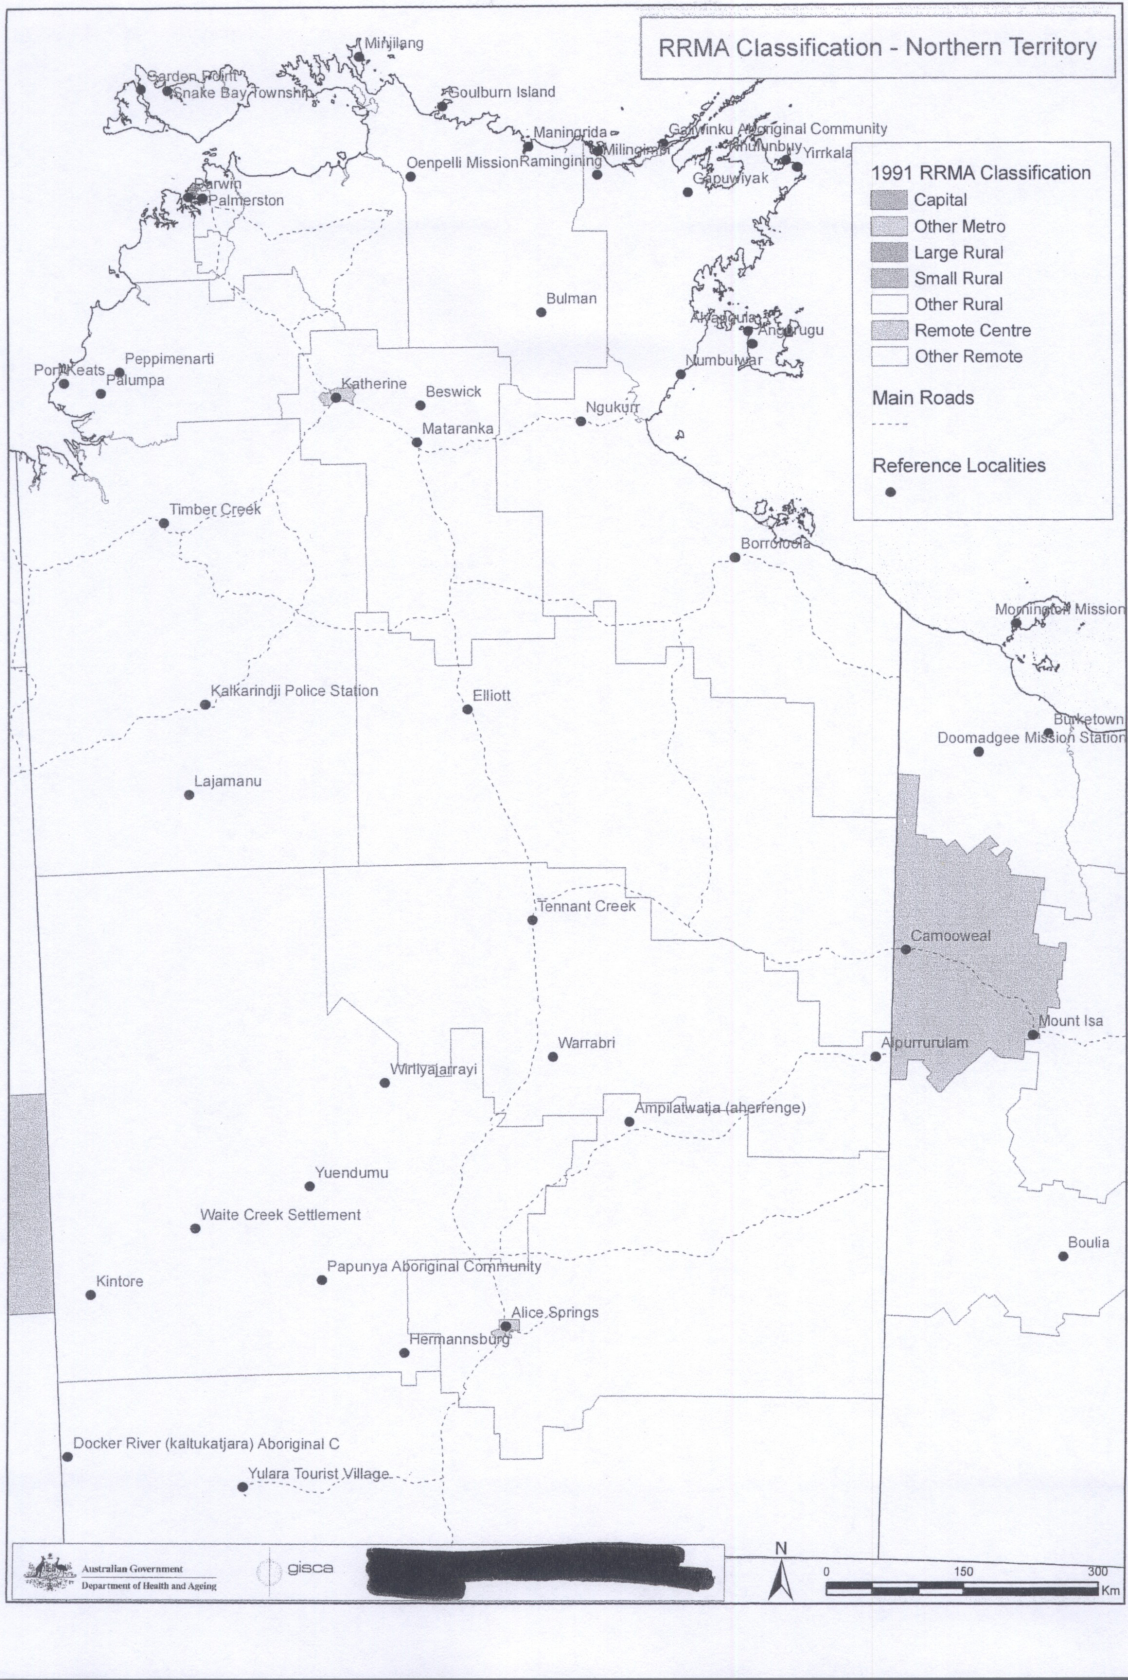 RRMA Classification - Northern Territory
Minjilang
Garden Point
Snake Bay Township
Goulburn Island
Maningrida
Galiwinku Aboriginal Community
Milingimbi
Nhulunbuy
Yirrkala
Oenpelli Mission
Ramingining
Gapuwiyak
Darwin
Palmerston
1991 RRMA Classification
Capital
Other Metro
Large Rural
Small Rural
Other Rural
Remote Centre
Other Remote
Main Roads
Reference Localities
Bulman
Alyangula
Angurugu
Numbulwar
Peppimenarti
Port Keats
Palumpa
Katherine
Beswick
Ngukurr
Mataranka
Timber Creek
Borroloola
Mornington Mission
Kalkarindji Police Station
Elliott
Burketown
Doomadgee Mission Station
Lajamanu
Tennant Creek
Camooweal
Mount Isa
Warrabri
Alpurrurulam
Wirliyajarrayi
Ampilatwatja (aherrenge)
Yuendumu
Waite Creek Settlement
Boulia
Papunya Aboriginal Community
Kintore
Alice Springs
Hermannsburg
Docker River (kaltukatjara) Aboriginal C
Yulara Tourist Village
Australian Government
Department of Health and Ageing
gisca
N
0 150 300
Km